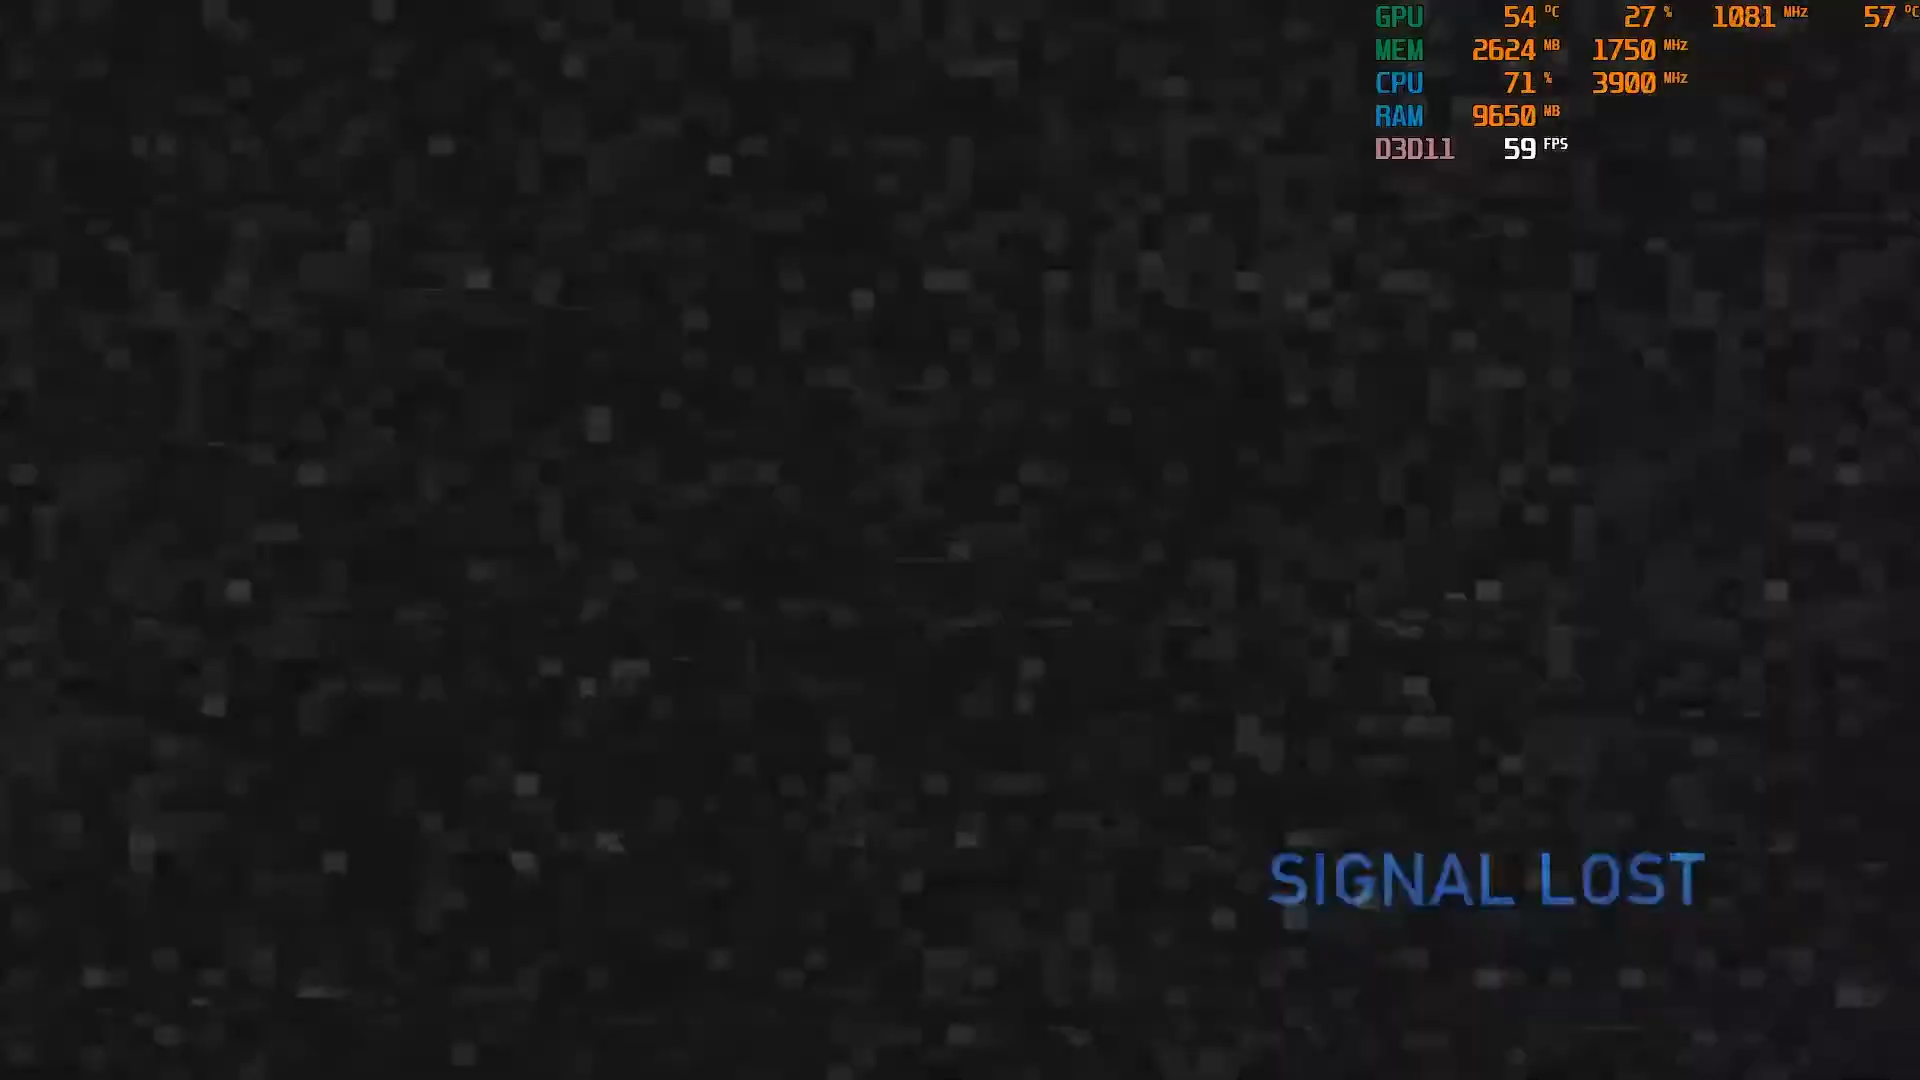 GPU 54 °C 27 % 1081 MHz 57 °C
MEM 2624 MB 1750 MHz
CPU 71 % 3900 MHz
RAM 9650 MB
D3D11 59 FPS
SIGNAL LOST